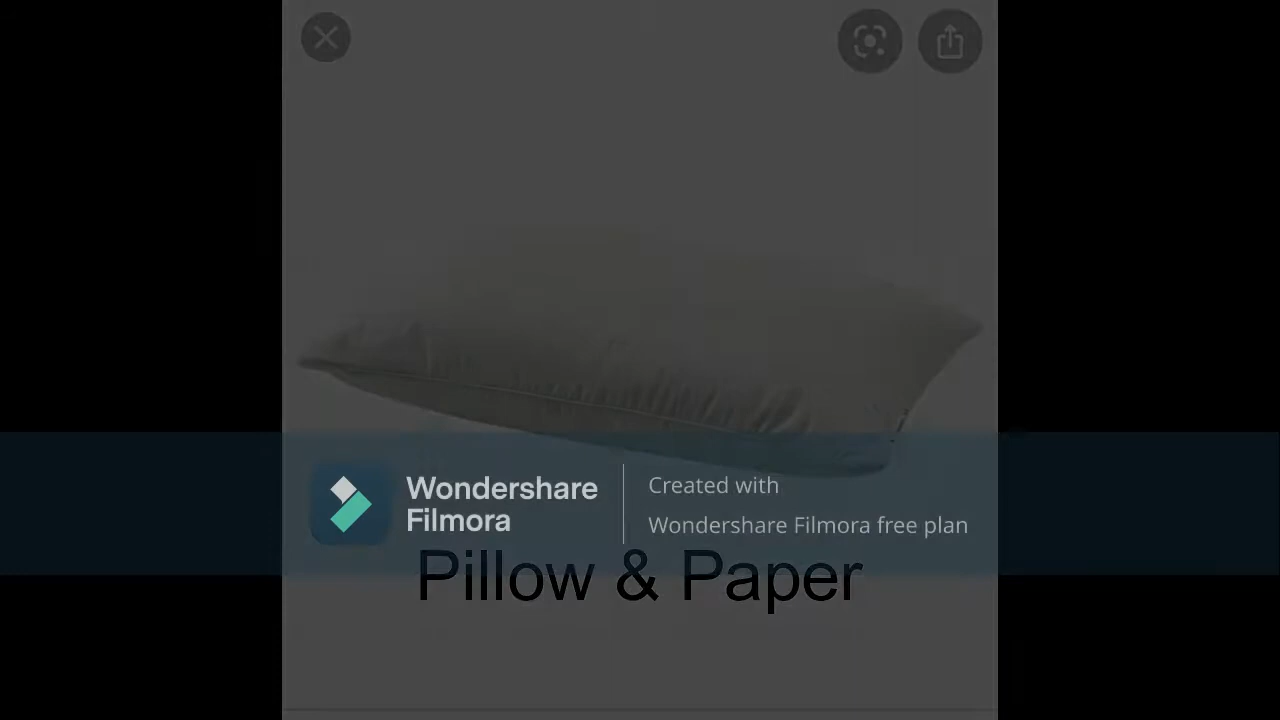 Wondershare
Filmora
Created with
Wondershare Filmora free plan
Pillow & Paper